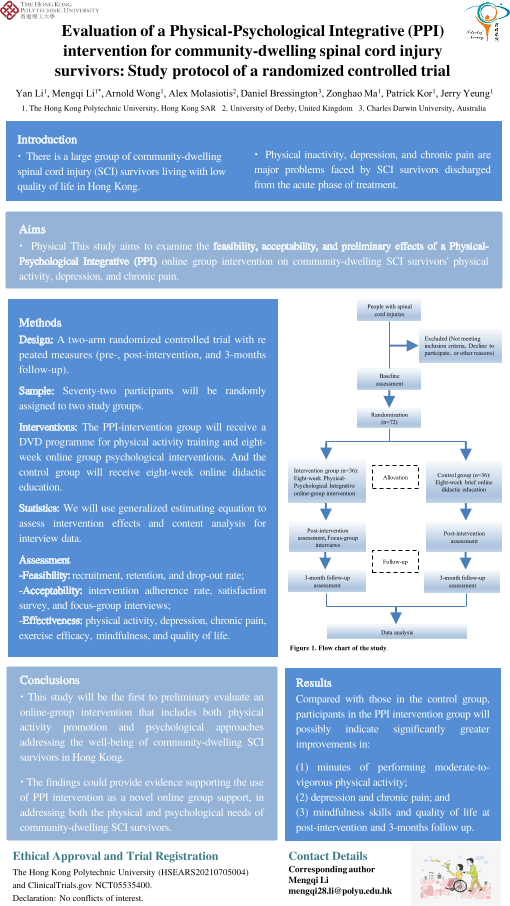 THE HONG KONG
POLYTECHNIC UNIVERSITY
香港理工大學
Evaluation of a Physical-Psychological Integrative (PPI)
intervention for community-dwelling spinal cord injury
survivors: Study protocol of a randomized controlled trial
Yan Li¹, Mengqi Li¹*, Arnold Wong¹, Alex Molasiotis², Daniel Bressington³, Zonghao Ma¹, Patrick Kor¹, Jerry Yeung¹
1. The Hong Kong Polytechnic University, Hong Kong SAR 2. University of Derby, United Kingdom 3. Charles Darwin University, Australia
Introduction
• There is a large group of community-dwelling
spinal cord injury (SCI) survivors living with low
quality of life in Hong Kong.
• Physical inactivity, depression, and chronic pain are
major problems faced by SCI survivors discharged
from the acute phase of treatment.
Aims
• Physical This study aims to examine the feasibility, acceptability, and preliminary effects of a Physical-
Psychological Integrative (PPI) online group intervention on community-dwelling SCI survivors' physical
activity, depression, and chronic pain.
Methods
Design: A two-arm randomized controlled trial with re
peated measures (pre-, post-intervention, and 3-months
follow-up).
Sample: Seventy-two participants will be randomly
assigned to two study groups.
Interventions: The PPI-intervention group will receive a
DVD programme for physical activity training and eight-
week online group psychological interventions. And the
control group will receive eight-week online didactic
education.
Statistics: We will use generalized estimating equation to
assess intervention effects and content analysis for
interview data.
Assessment
-Feasibility: recruitment, retention, and drop-out rate;
-Acceptability: intervention adherence rate, satisfaction
survey, and focus-group interviews;
-Effectiveness: physical activity, depression, chronic pain,
exercise efficacy, mindfulness, and quality of life.
People with spinal
cord injuries
Excluded (Not meeting
inclusion criteria, Decline to
participate, or other reasons)
Baseline
assessment
Randomization
(n=72)
Intervention group (n=36):
Eight-week Physical-
Psychological Integrative
online-group intervention
Allocation
Control group (n=36):
Eight-week brief online
didactic education
Post-intervention
assessment, Focus-group
interviews
Post-intervention
assessment
Follow-up
3-month follow-up
assessment
3-month follow-up
assessment
Data analysis
Figure 1. Flow chart of the study.
Conclusions
• This study will be the first to preliminary evaluate an
online-group intervention that includes both physical
activity promotion and psychological approaches
addressing the well-being of community-dwelling SCI
survivors in Hong Kong.
• The findings could provide evidence supporting the use
of PPI intervention as a novel online group support, in
addressing both the physical and psychological needs of
community-dwelling SCI survivors.
Results
Compared with those in the control group,
participants in the PPI intervention group will
possibly indicate significantly greater
improvements in:
(1) minutes of performing moderate-to-
vigorous physical activity;
(2) depression and chronic pain; and
(3) mindfulness skills and quality of life at
post-intervention and 3-months follow up.
Ethical Approval and Trial Registration
The Hong Kong Polytechnic University (HSEARS20210705004)
and ClinicalTrials.gov NCT05535400.
Declaration: No conflicts of interest.
Contact Details
Corresponding author
Mengqi Li
mengqi28.li@polyu.edu.hk